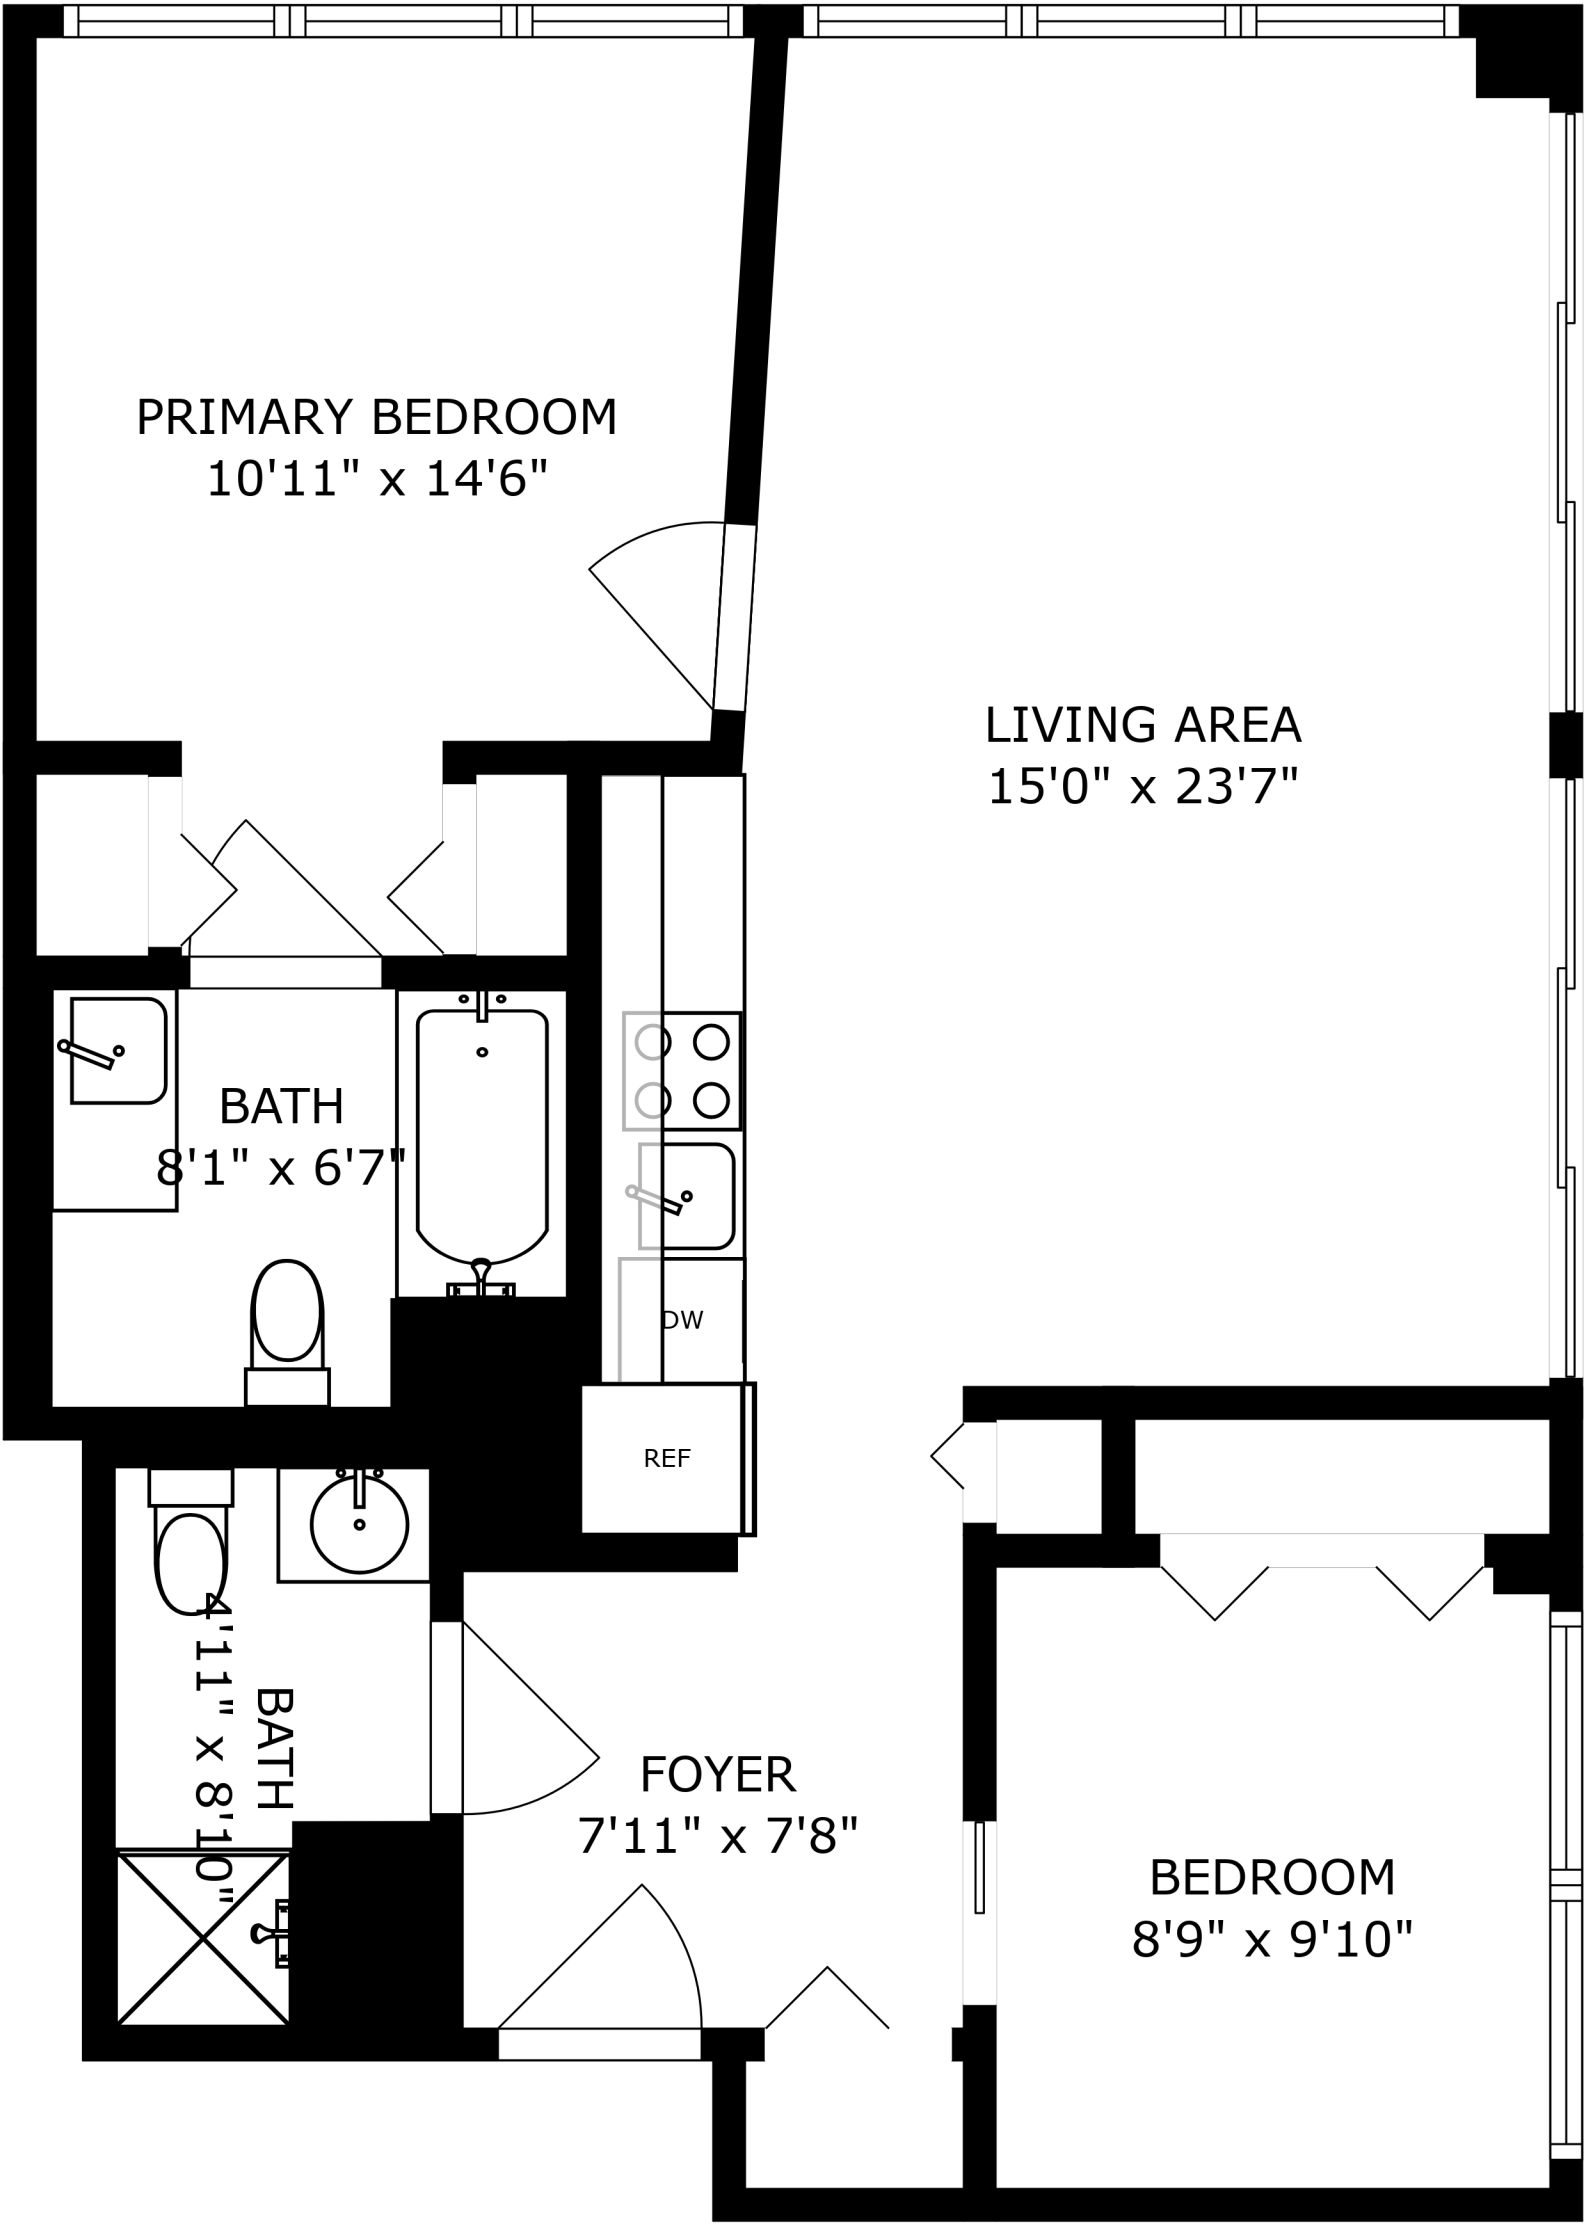 PRIMARY BEDROOM
10'11" x 14'6"
LIVING AREA
15'0" x 23'7"
BATH
8'1" x 6'7"
DW
REF
BATH
4'11" x 8'10"
FOYER
7'11" x 7'8"
BEDROOM
8'9" x 9'10"